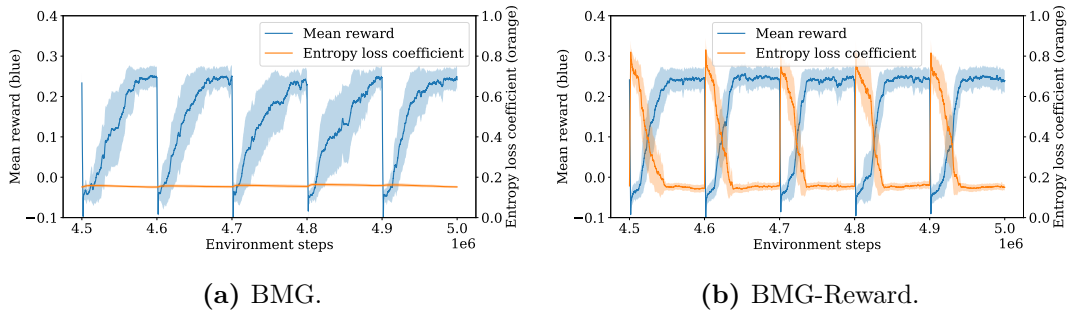 Mean reward (blue)
0.4
0.3
0.2
0.1
0.0
−0.1
Mean reward
Entropy loss coefficient
1.0
0.8
0.6
0.4
0.2
0.0
Entropy loss coefficient (orange)
4.5 4.6 4.7 4.8 4.9 5.0
1e6
Environment steps
(a) BMG.
Mean reward (blue)
0.4
0.3
0.2
0.1
0.0
−0.1
Mean reward
Entropy loss coefficient
1.0
0.8
0.6
0.4
0.2
0.0
Entropy loss coefficient (orange)
4.5 4.6 4.7 4.8 4.9 5.0
1e6
Environment steps
(b) BMG-Reward.